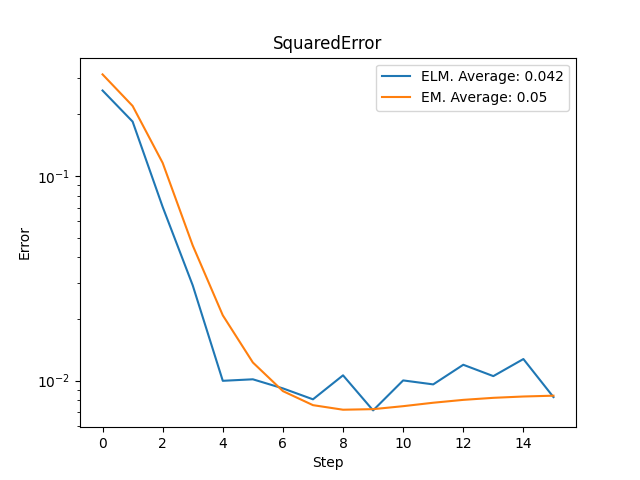 SquaredError
ELM. Average: 0.042
EM. Average: 0.05
Error
10⁻¹
10⁻²
0 2 4 6 8 10 12 14
Step